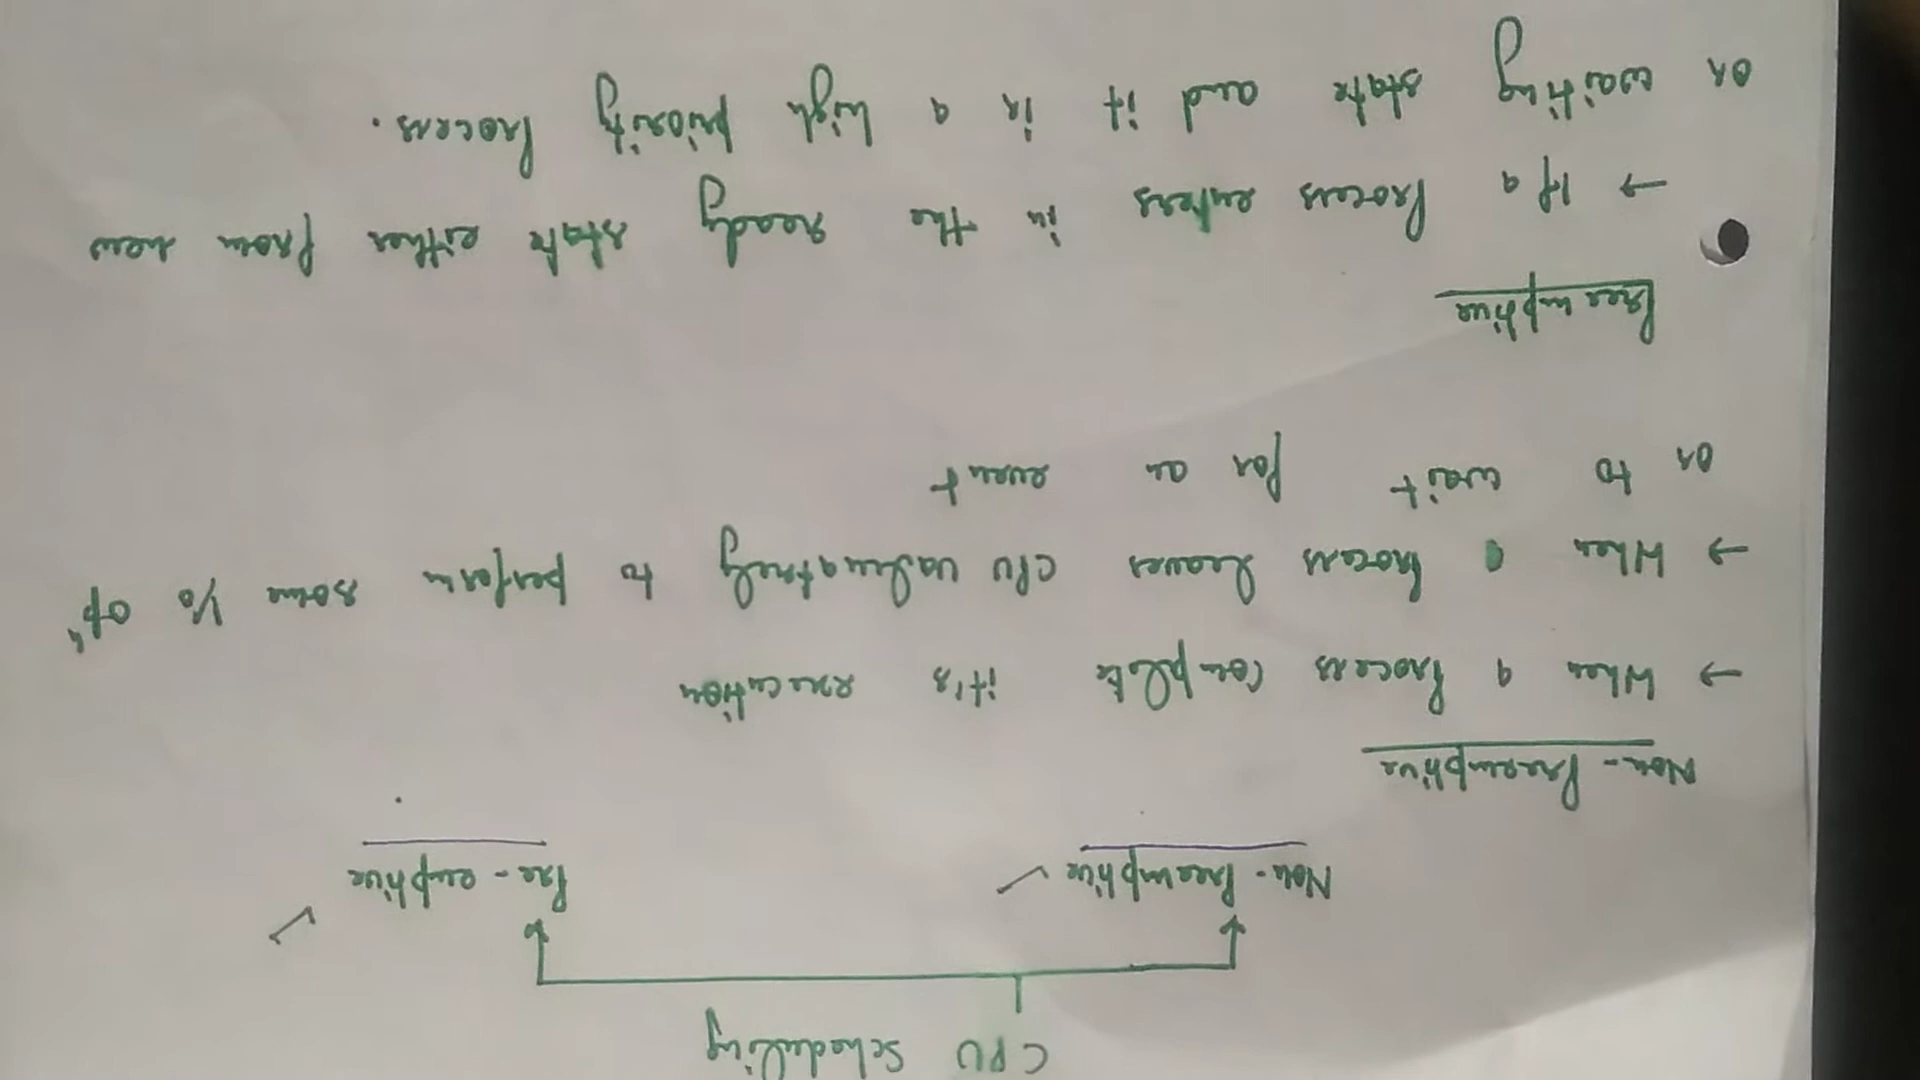 CPU Scheduling
Non-Preemptive Pre-emptive
Non-Preemptive
→ When a Process Complete it's execution
→ When a Process leaves CPU valunatrely to perform some I/O opⁿ
or to wait for an event
Preemptive
→ If a Process enters in the ready state either from new
or waiting state and it is a high priority Process.